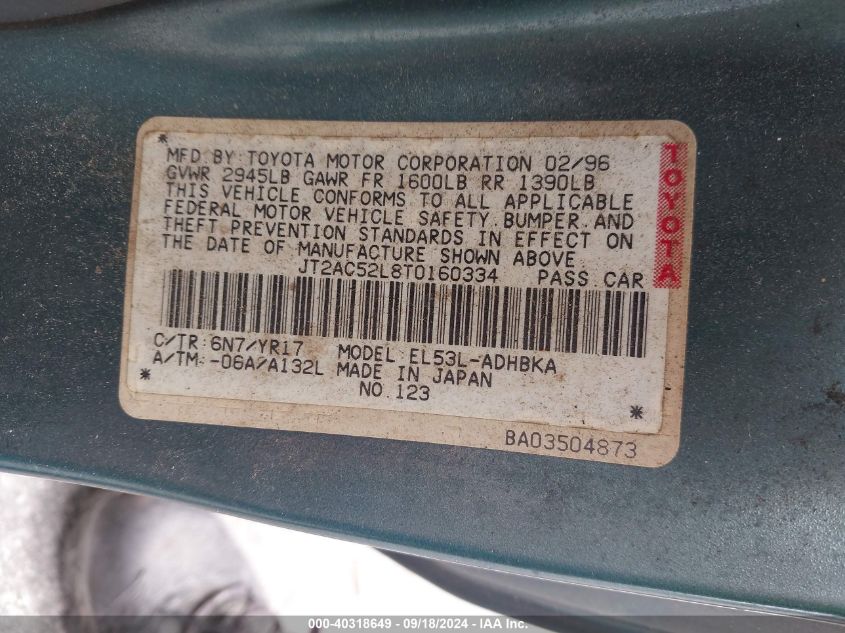 * MFD BY TOYOTA MOTOR CORPORATION 02/96
GVWR 2945LB GAWR FR 1600LB RR 1390LB
THIS VEHICLE CONFORMS TO ALL APPLICABLE
FEDERAL MOTOR VEHICLE SAFETY, BUMPER, AND
THEFT PREVENTION STANDARDS IN EFFECT ON
THE DATE OF MANUFACTURE SHOWN ABOVE.
TOYOTA
JT2AC52L8T0160334 PASS. CAR
C/TR:6N7/YR17 MODEL:EL53L-ADHBKA
A/TM:-06A/A132L MADE IN JAPAN
* NO.123 *
BA03504873
000-40318649 - 09/18/2024 - IAA Inc.